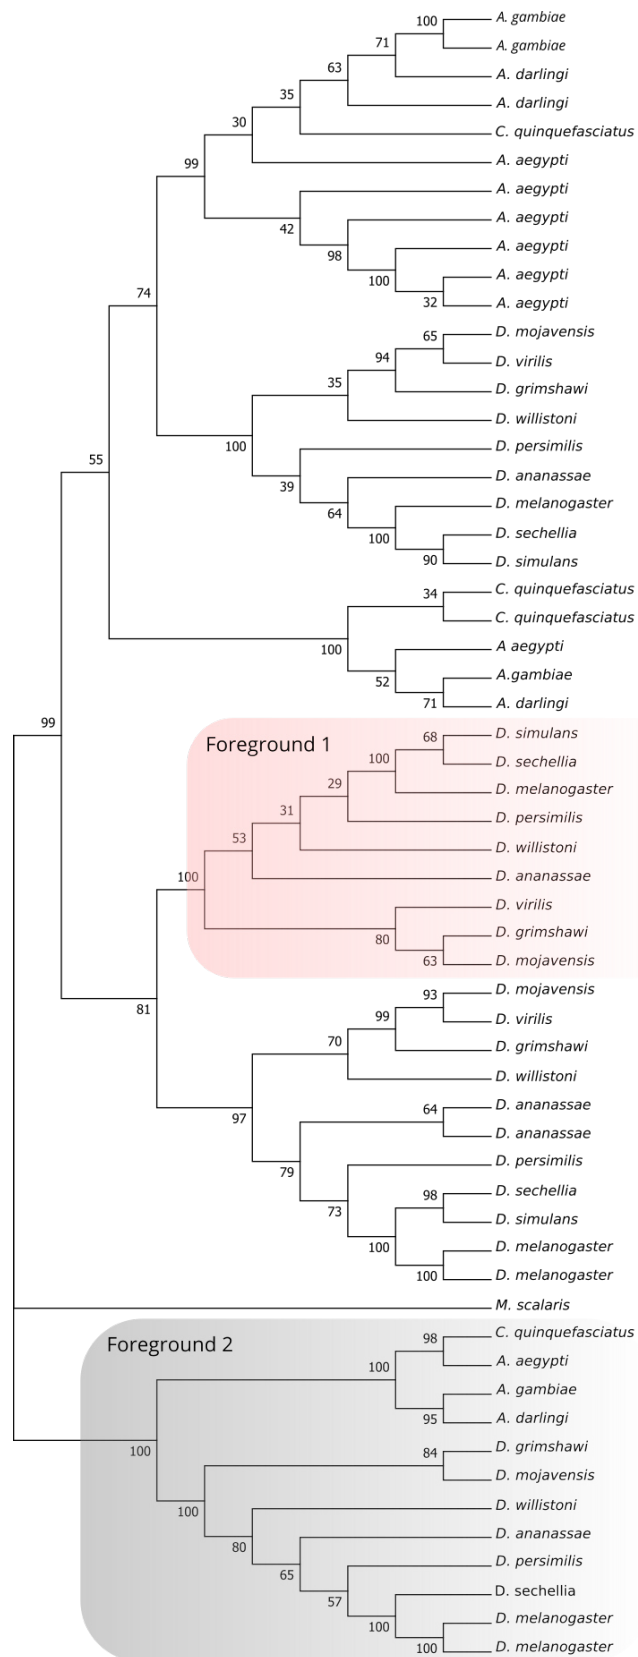 100 A. gambiae
A. gambiae
71
A. darlingi
63
A. darlingi
35
C. quinquefasciatus
30
A. aegypti
99
A. aegypti
42
A. aegypti
98
A. aegypti
100
A. aegypti
32
A. aegypti
74
D. mojavensis
65
D. virilis
94
D. grimshawi
35
D. willistoni
100
D. persimilis
39
D. ananassae
64
D. melanogaster
100
D. sechellia
90
D. simulans
55
C. quinquefasciatus
34
C. quinquefasciatus
100
A aegypti
52
A.gambiae
71
A. darlingi
99
Foreground 1
D. simulans
68
D. sechellia
100
D. melanogaster
29
D. persimilis
31
D. willistoni
53
D. ananassae
100
D. virilis
80
D. grimshawi
63
D. mojavensis
81
D. mojavensis
93
D. virilis
99
D. grimshawi
70
D. willistoni
97
D. ananassae
64
D. ananassae
79
D. persimilis
73
D. sechellia
98
D. simulans
100
D. melanogaster
100
D. melanogaster
M. scalaris
Foreground 2
C. quinquefasciatus
98
A. aegypti
100
A. gambiae
95
A. darlingi
100
D. grimshawi
84
D. mojavensis
100
D. willistoni
80
D. ananassae
65
D. persimilis
57
D. sechellia
100
D. melanogaster
100
D. melanogaster